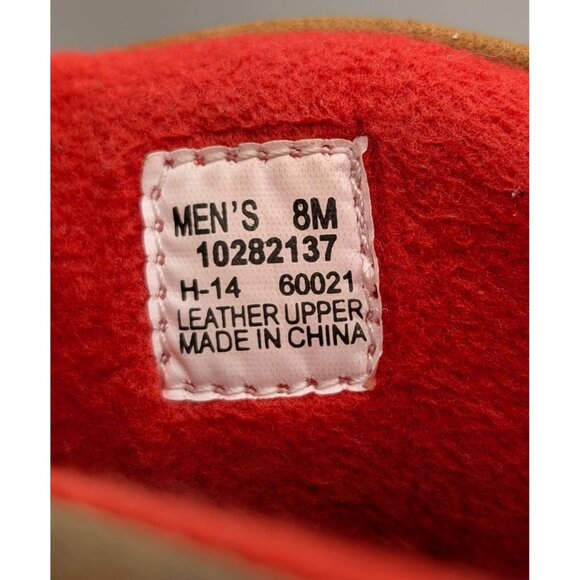 MEN'S 8M
10282137
H-14 60021
LEATHER UPPER
MADE IN CHINA